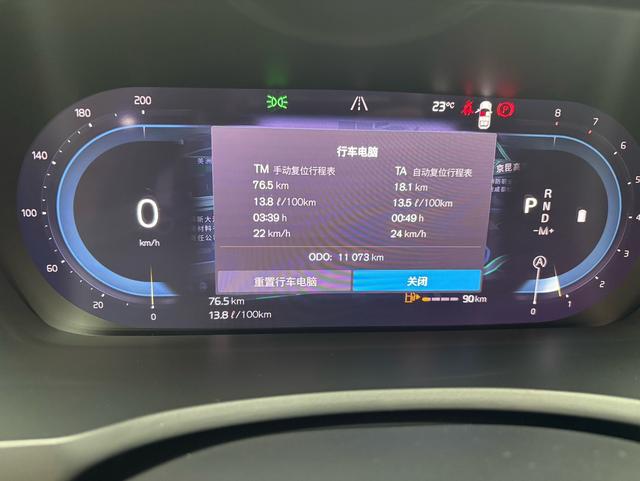 200
180
140
100
60
20
0
0
km/h
23℃
P
8
7
6
5
4
3
2
1
0
行车电脑
TM 手动复位行程表
TA 自动复位行程表
76.5 km
18.1 km
13.8 ℓ/100km
13.5 ℓ/100km
03:39 h
00:49 h
22 km/h
24 km/h
ODO: 11 073 km
重置行车电脑
关闭
P
R
N
D
-M+
A
76.5 km
13.8 ℓ/100km
90 km
京昆高